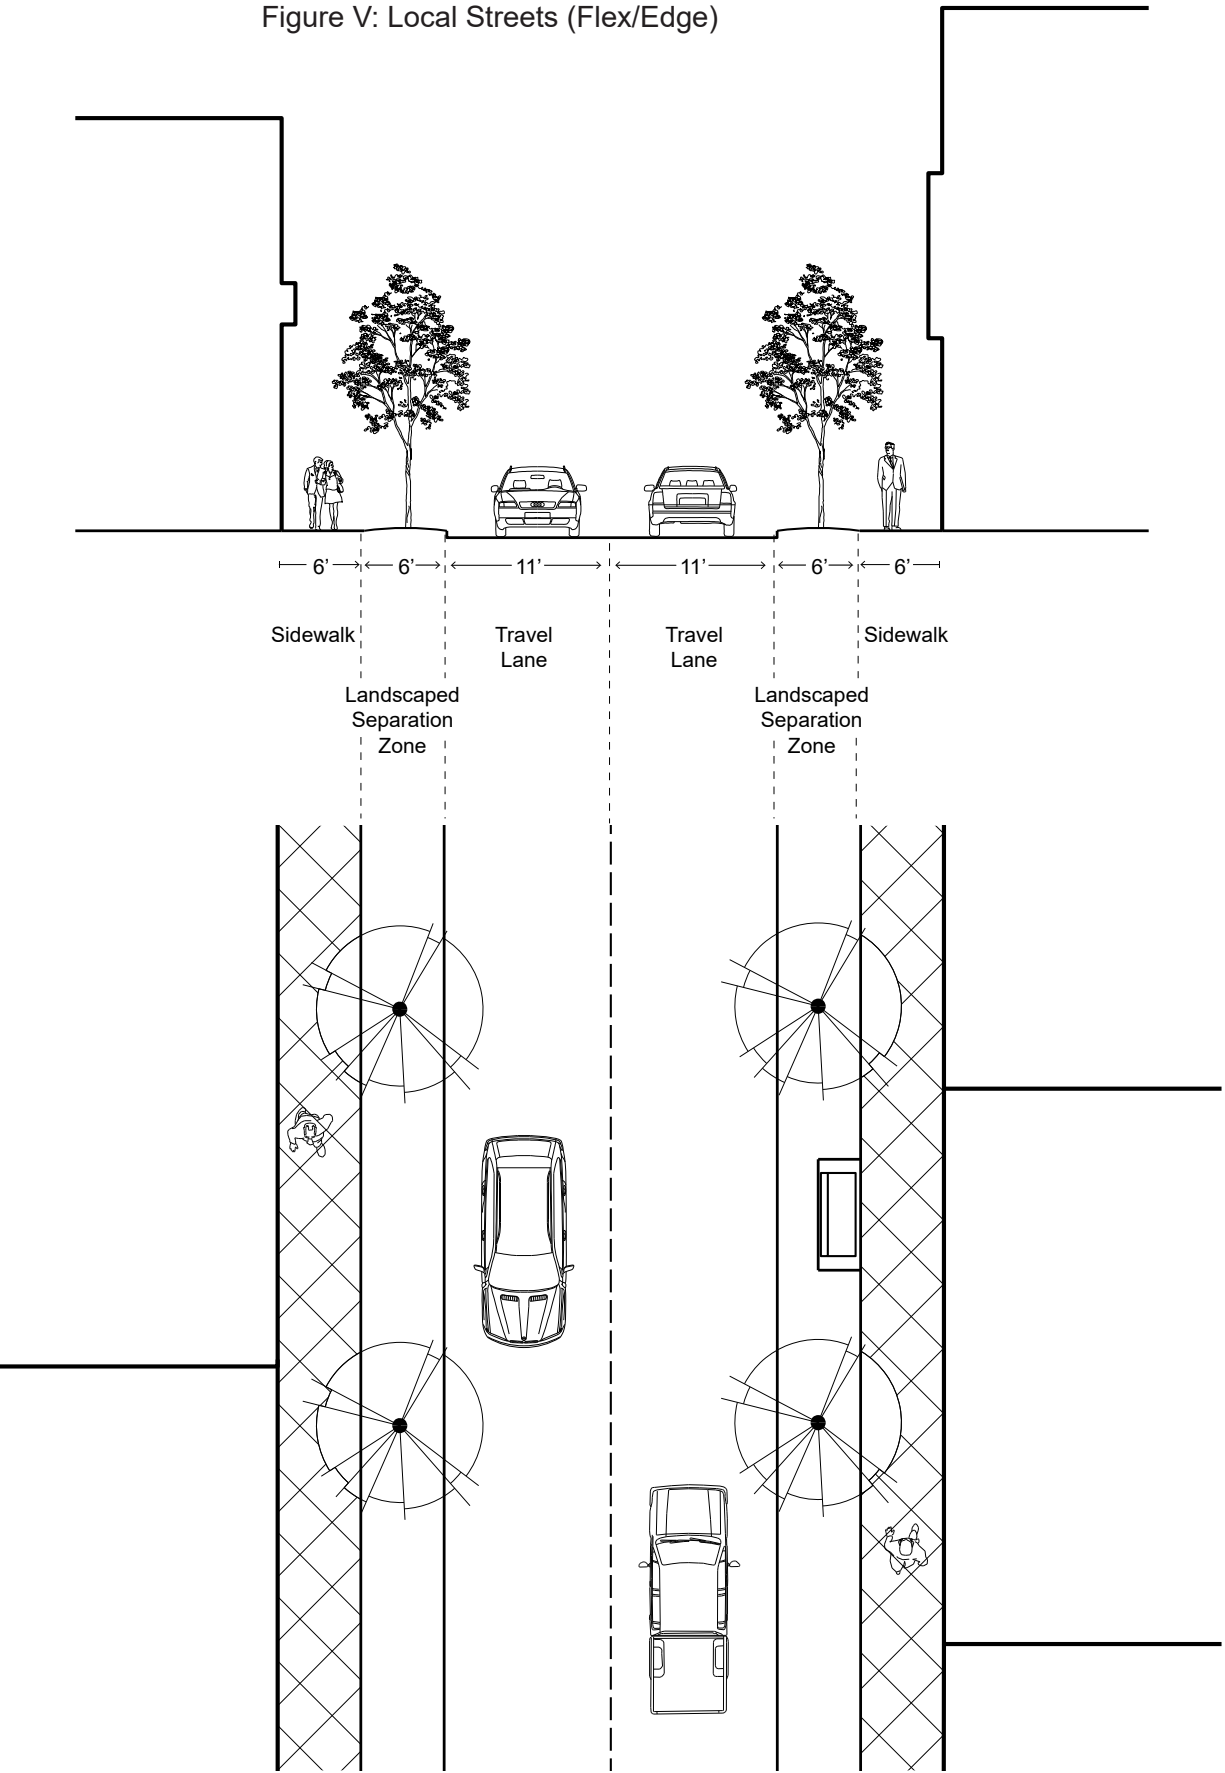 Figure V: Local Streets (Flex/Edge)
6’ 6’ 11’ 11’ 6’ 6’
Sidewalk
Travel
Lane
Travel
Lane
Sidewalk
Landscaped
Separation
Zone
Landscaped
Separation
Zone